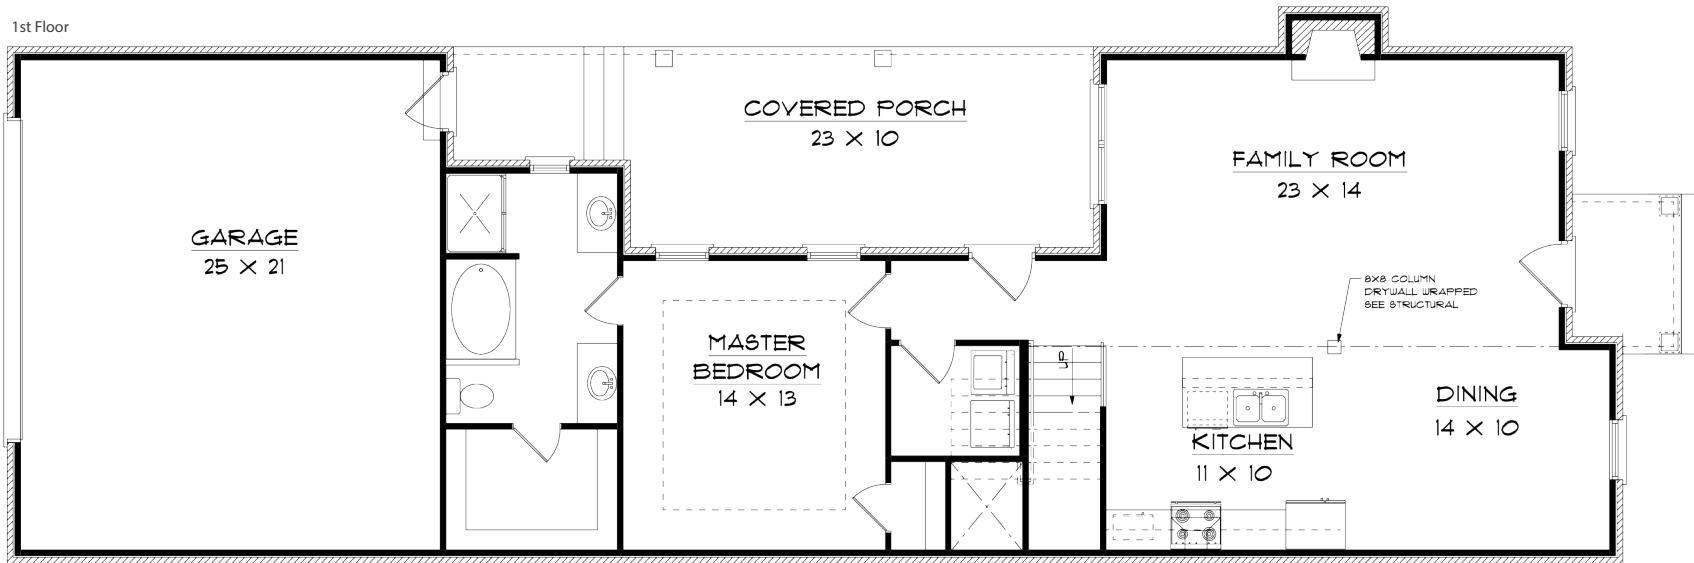 1st Floor
COVERED PORCH
23 X 10
FAMILY ROOM
23 X 14
GARAGE
25 X 21
8X8 COLUMN
DRYWALL WRAPPED
SEE STRUCTURAL
MASTER
BEDROOM
14 X 13
UP
DINING
14 X 10
KITCHEN
11 X 10